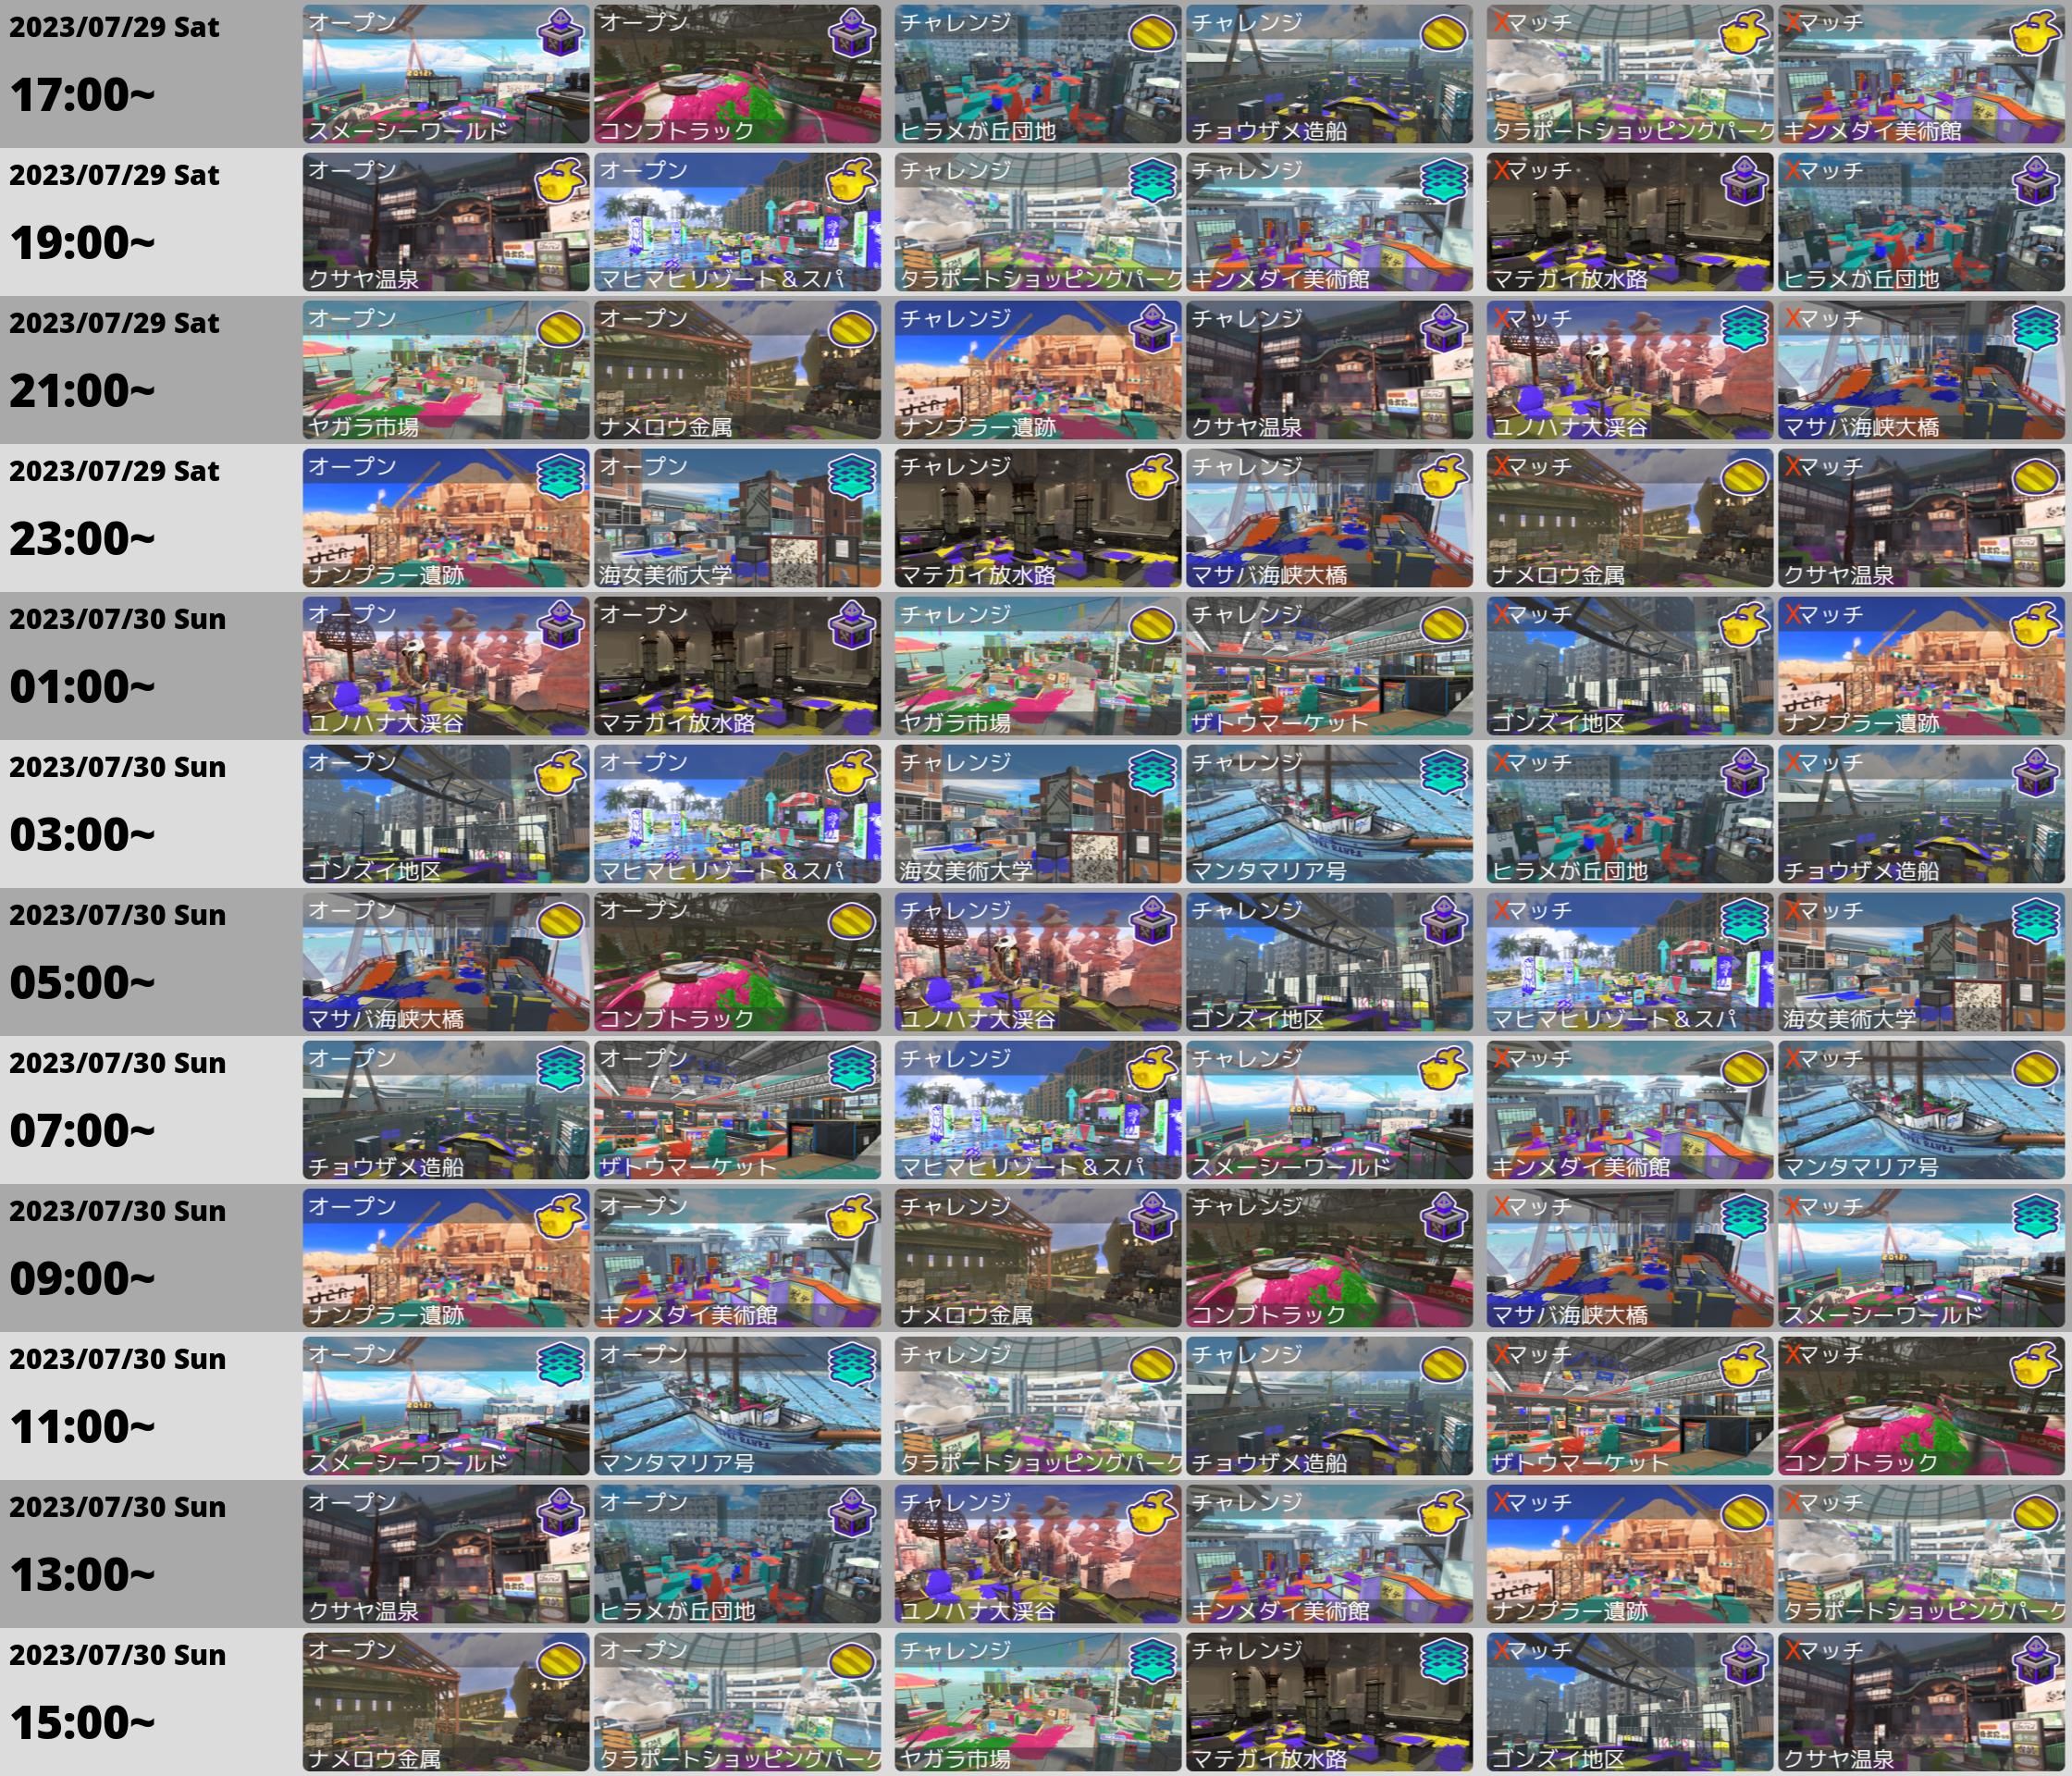 2023/07/29 Sat
17:00~
オープン
スメーシーワールド
オープン
コンブトラック
チャレンジ
ヒラメが丘団地
チャレンジ
チョウザメ造船
Xマッチ
タラポートショッピングパーク
Xマッチ
キンメダイ美術館
2023/07/29 Sat
19:00~
オープン
クサヤ温泉
オープン
マヒマヒリゾート&スパ
チャレンジ
タラポートショッピングパーク
チャレンジ
キンメダイ美術館
Xマッチ
マテガイ放水路
Xマッチ
ヒラメが丘団地
2023/07/29 Sat
21:00~
オープン
ヤガラ市場
オープン
ナメロウ金属
チャレンジ
ナンプラー遺跡
チャレンジ
クサヤ温泉
Xマッチ
ユノハナ大渓谷
Xマッチ
マサバ海峡大橋
2023/07/29 Sat
23:00~
オープン
ナンプラー遺跡
オープン
海女美術大学
チャレンジ
マテガイ放水路
チャレンジ
マサバ海峡大橋
Xマッチ
ナメロウ金属
Xマッチ
クサヤ温泉
2023/07/30 Sun
01:00~
オープン
ユノハナ大渓谷
オープン
マテガイ放水路
チャレンジ
ヤガラ市場
チャレンジ
ザトウマーケット
Xマッチ
ゴンズイ地区
Xマッチ
ナンプラー遺跡
2023/07/30 Sun
03:00~
オープン
ゴンズイ地区
オープン
マヒマヒリゾート&スパ
チャレンジ
海女美術大学
チャレンジ
マンタマリア号
Xマッチ
ヒラメが丘団地
Xマッチ
チョウザメ造船
2023/07/30 Sun
05:00~
オープン
マサバ海峡大橋
オープン
コンブトラック
チャレンジ
ユノハナ大渓谷
チャレンジ
ゴンズイ地区
Xマッチ
マヒマヒリゾート&スパ
Xマッチ
海女美術大学
2023/07/30 Sun
07:00~
オープン
チョウザメ造船
オープン
ザトウマーケット
チャレンジ
マヒマヒリゾート&スパ
チャレンジ
スメーシーワールド
Xマッチ
キンメダイ美術館
Xマッチ
マンタマリア号
2023/07/30 Sun
09:00~
オープン
ナンプラー遺跡
オープン
キンメダイ美術館
チャレンジ
ナメロウ金属
チャレンジ
コンブトラック
Xマッチ
マサバ海峡大橋
Xマッチ
スメーシーワールド
2023/07/30 Sun
11:00~
オープン
スメーシーワールド
オープン
マンタマリア号
チャレンジ
タラポートショッピングパーク
チャレンジ
チョウザメ造船
Xマッチ
ザトウマーケット
Xマッチ
コンブトラック
2023/07/30 Sun
13:00~
オープン
クサヤ温泉
オープン
ヒラメが丘団地
チャレンジ
ユノハナ大渓谷
チャレンジ
キンメダイ美術館
Xマッチ
ナンプラー遺跡
Xマッチ
タラポートショッピングパーク
2023/07/30 Sun
15:00~
オープン
ナメロウ金属
オープン
タラポートショッピングパーク
チャレンジ
ヤガラ市場
チャレンジ
マテガイ放水路
Xマッチ
ゴンズイ地区
Xマッチ
クサヤ温泉